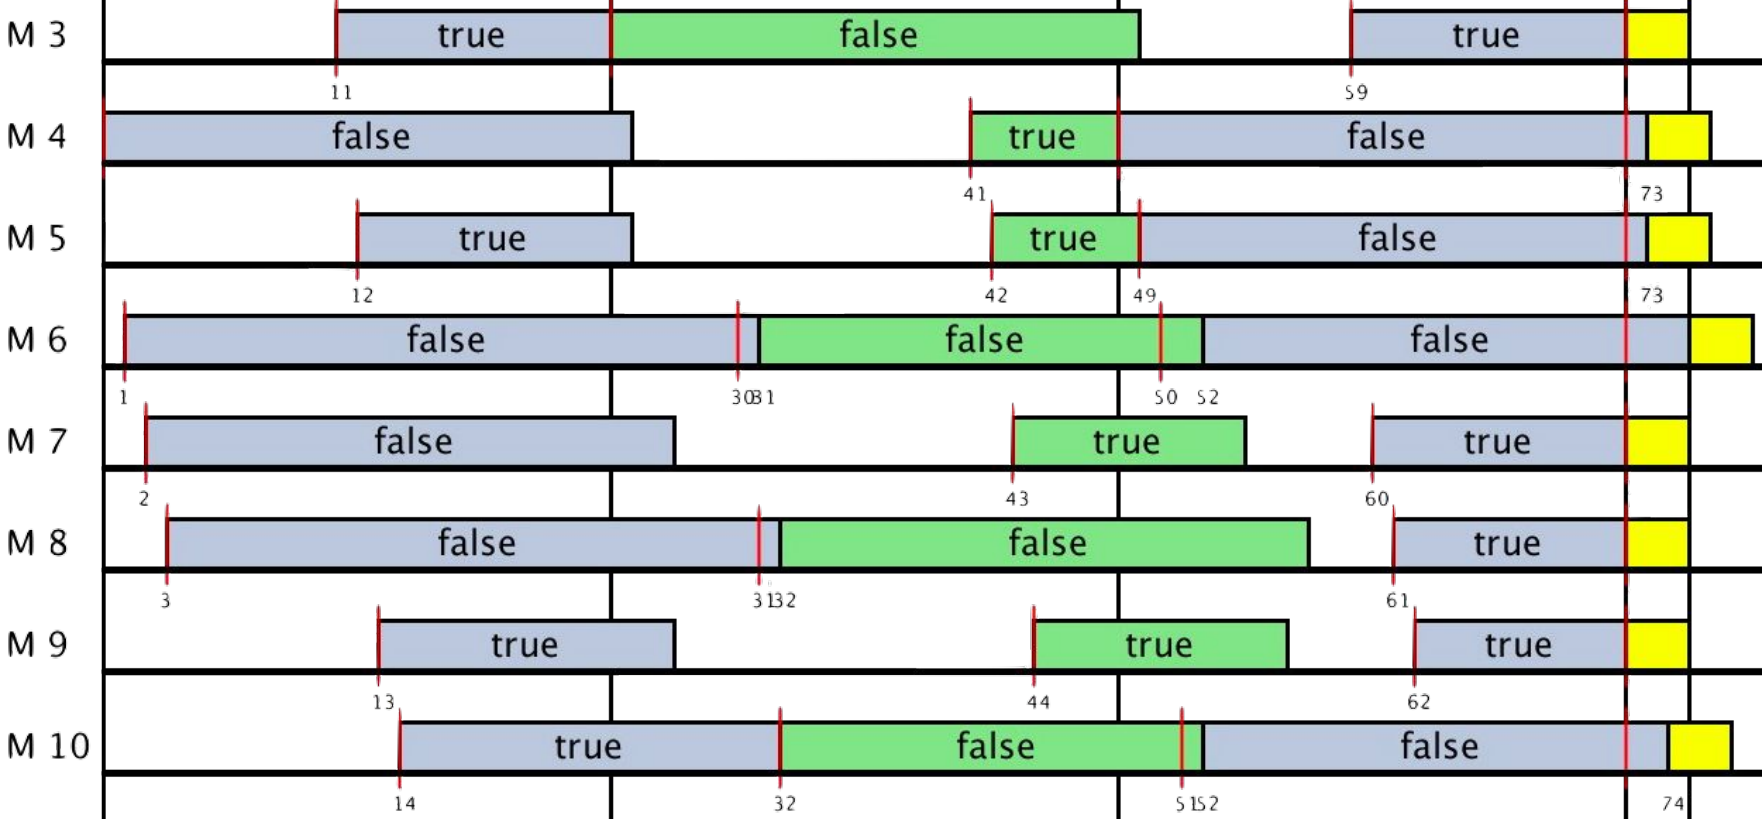 M 3 true false true
11 59
M 4 false true false
41 73
M 5 true true false
12 42 49 73
M 6 false false false
1 30 31 50 52
M 7 false true true
2 43 60
M 8 false false true
3 31 32 61
M 9 true true true
13 44 62
M 10 true false false
14 32 51 52 74